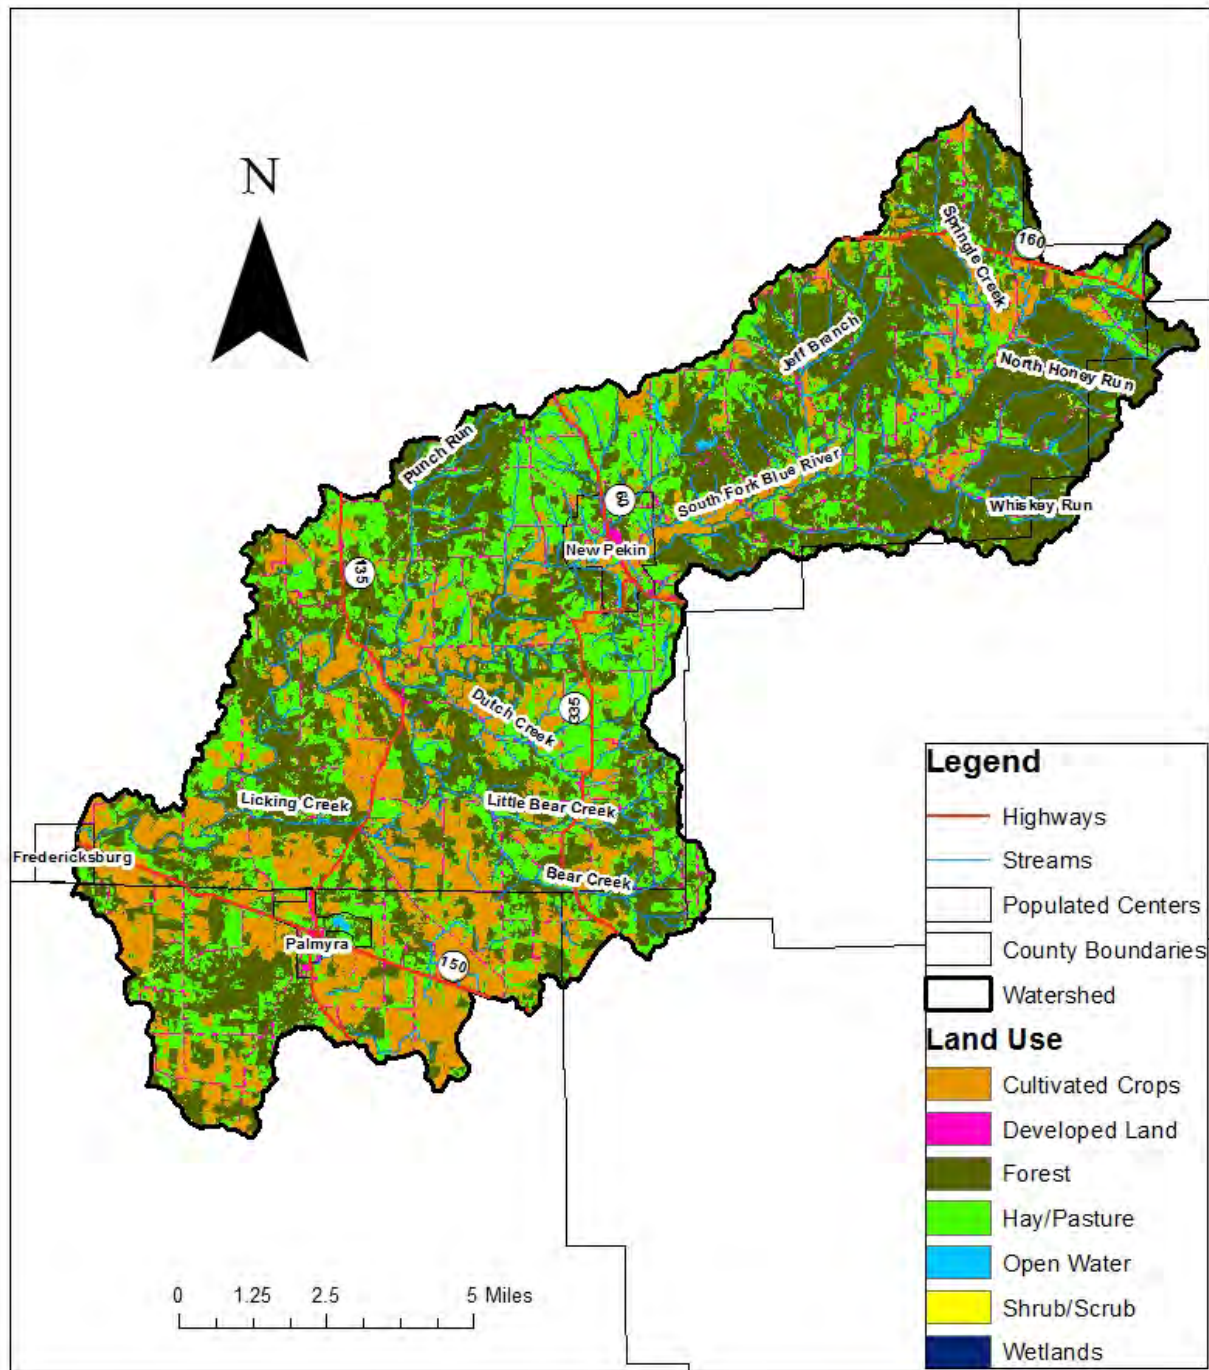 N
Springle Creek
160
Jeff Branch
North Honey Run
Punch Run
South Fork Blue River
60
Whiskey Run
New Pekin
135
Dutch Creek
335
Licking Creek
Little Bear Creek
Fredericksburg
Bear Creek
Palmyra
150
Legend
Highways
Streams
Populated Centers
County Boundaries
Watershed
Land Use
Cultivated Crops
Developed Land
Forest
Hay/Pasture
Open Water
Shrub/Scrub
Wetlands
0 1.25 2.5 5 Miles